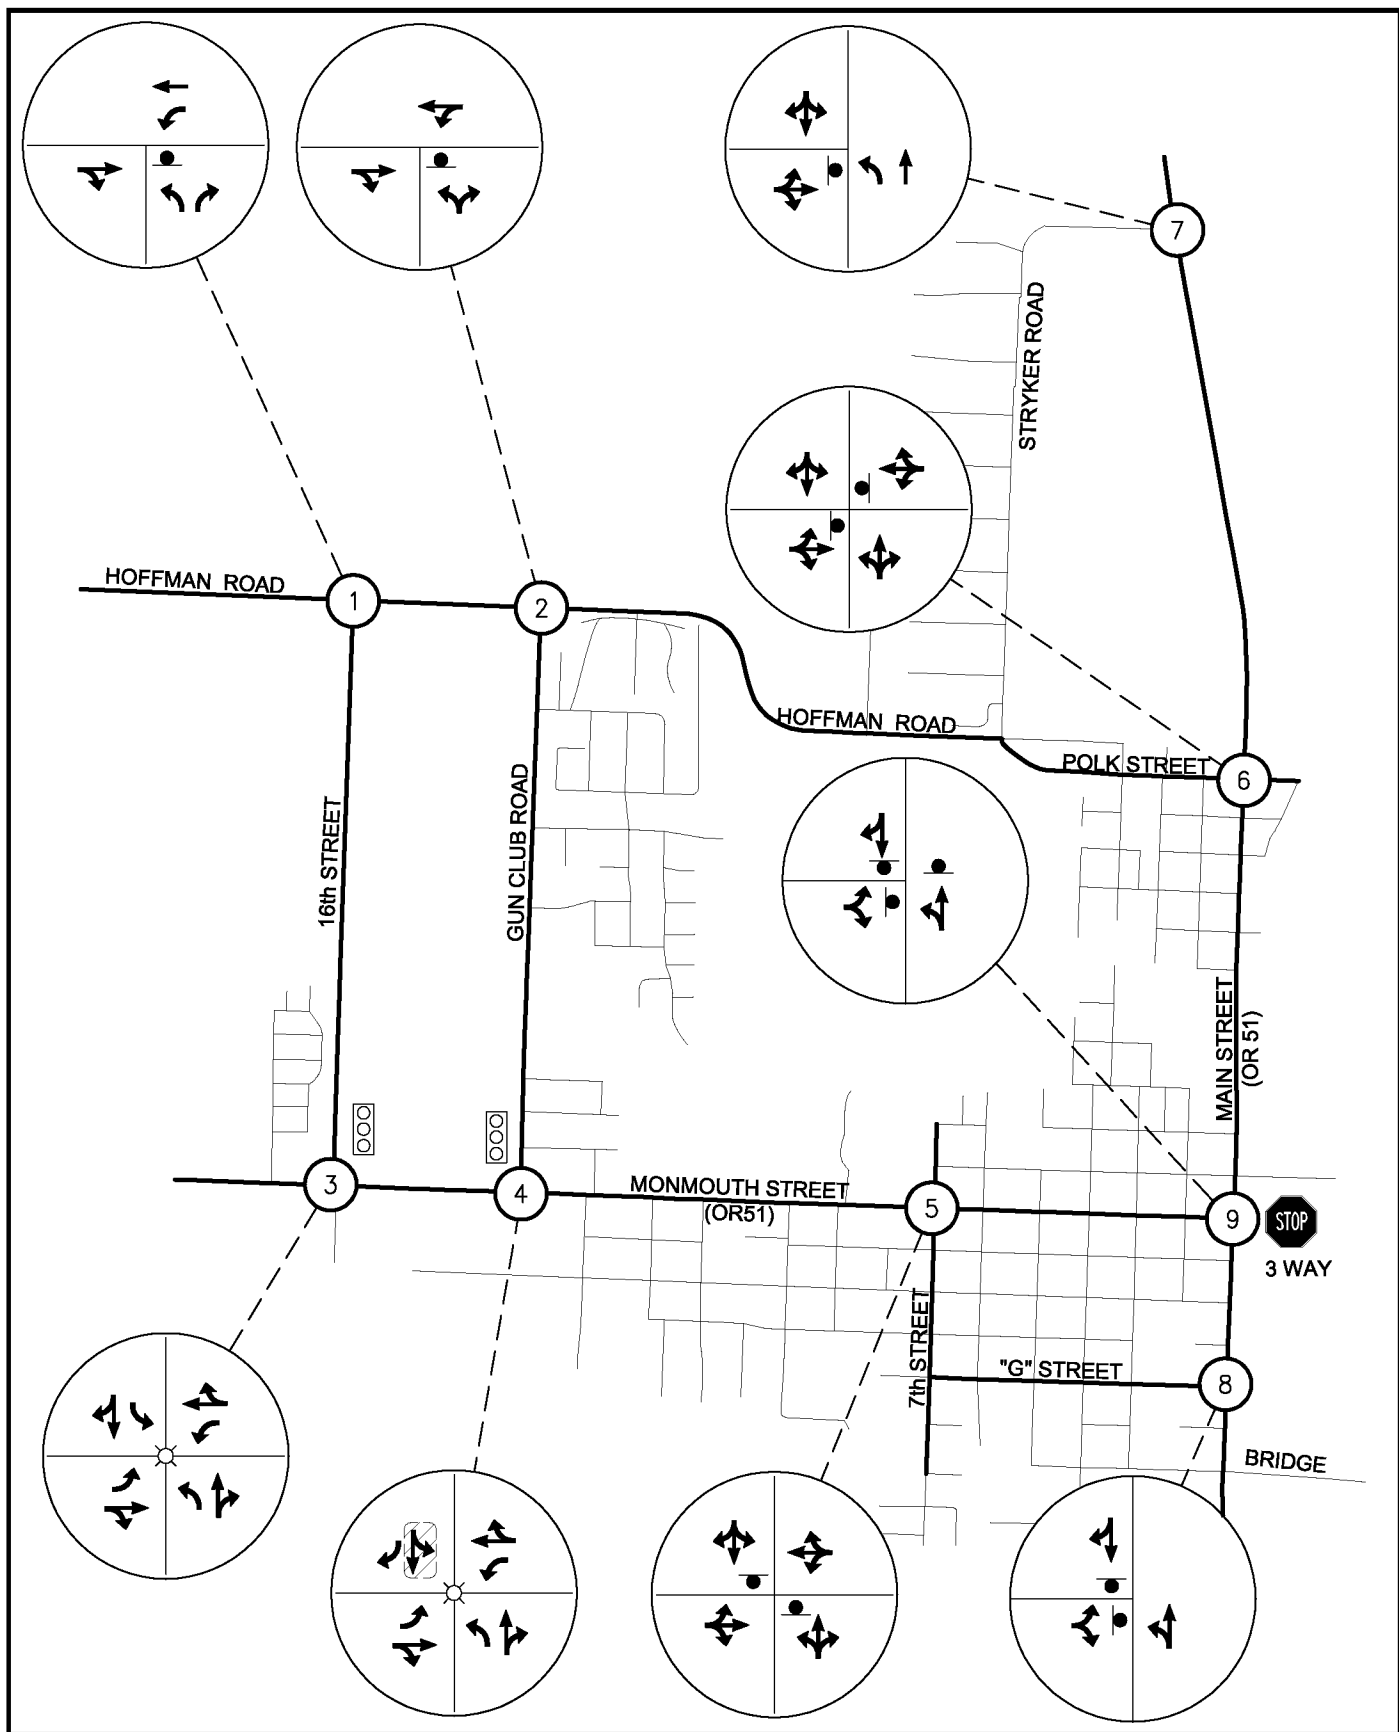 7
STRYKER ROAD
HOFFMAN ROAD
1
2
HOFFMAN ROAD
POLK STREET
6
16th STREET
GUN CLUB ROAD
MAIN STREET
(OR 51)
3
4
MONMOUTH STREET
(OR51)
5
9
STOP
3 WAY
7th STREET
"G" STREET
8
BRIDGE